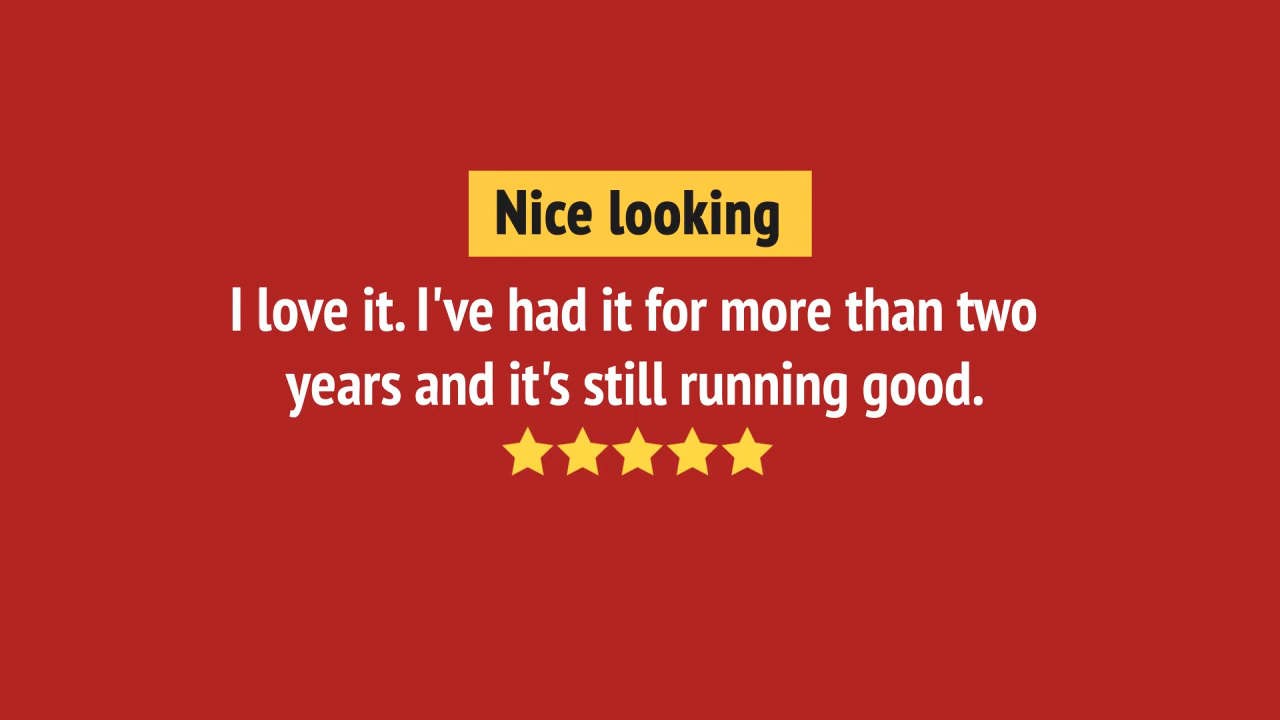 Nice looking
I love it. I've had it for more than two
years and it's still running good.